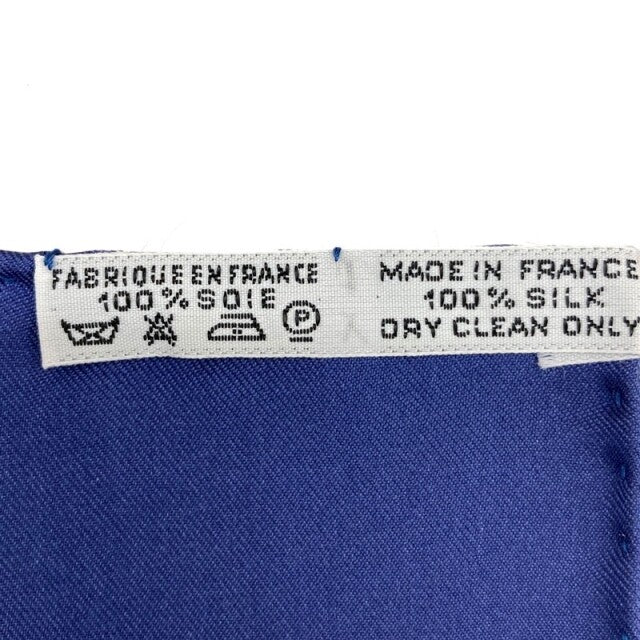 FABRIQUE EN FRANCE
100% SOIE
P
MADE IN FRANCE
100% SILK
DRY CLEAN ONLY